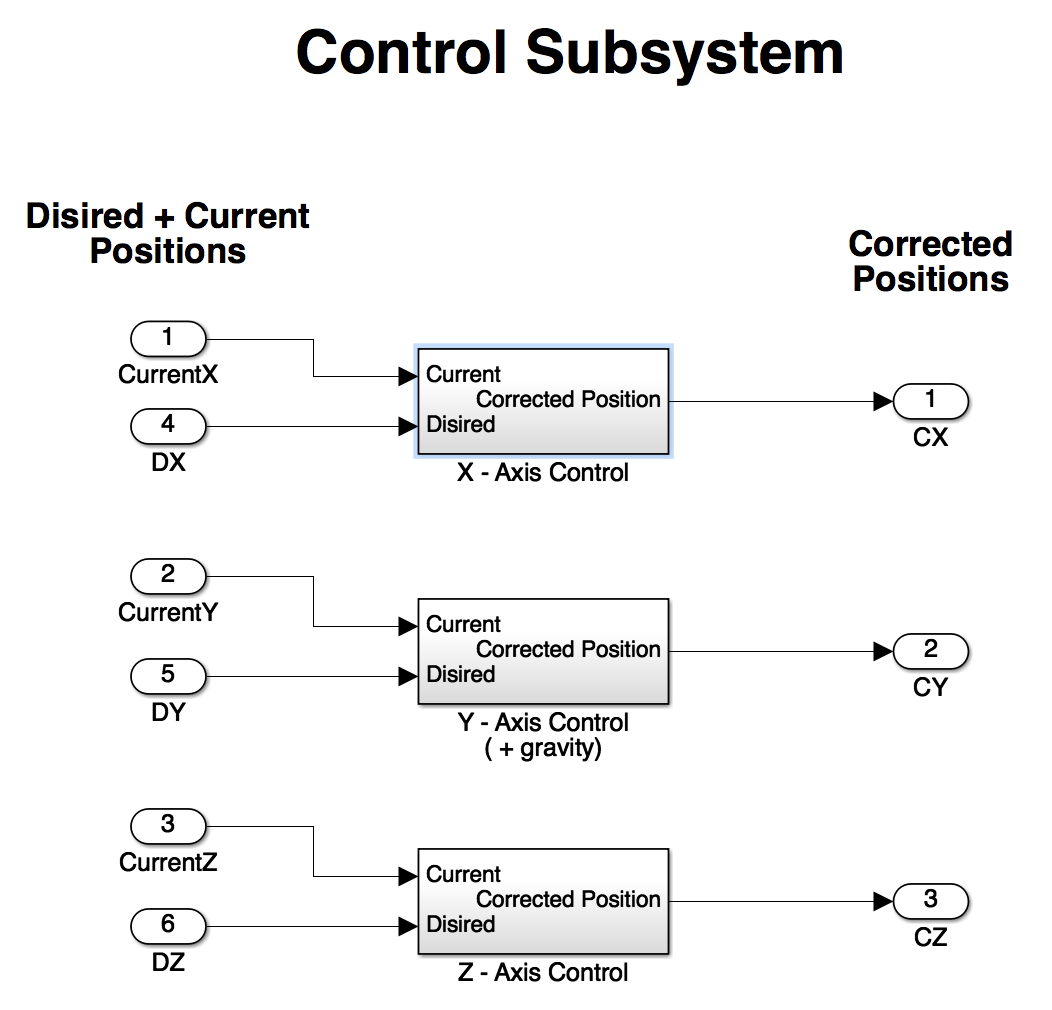 Control Subsystem
Disired + Current
Positions
Corrected
Positions
1
CurrentX
4
DX
Current
Corrected Position
Disired
X - Axis Control
1
CX
2
CurrentY
5
DY
Current
Corrected Position
Disired
Y - Axis Control
( + gravity)
2
CY
3
CurrentZ
6
DZ
Current
Corrected Position
Disired
Z - Axis Control
3
CZ